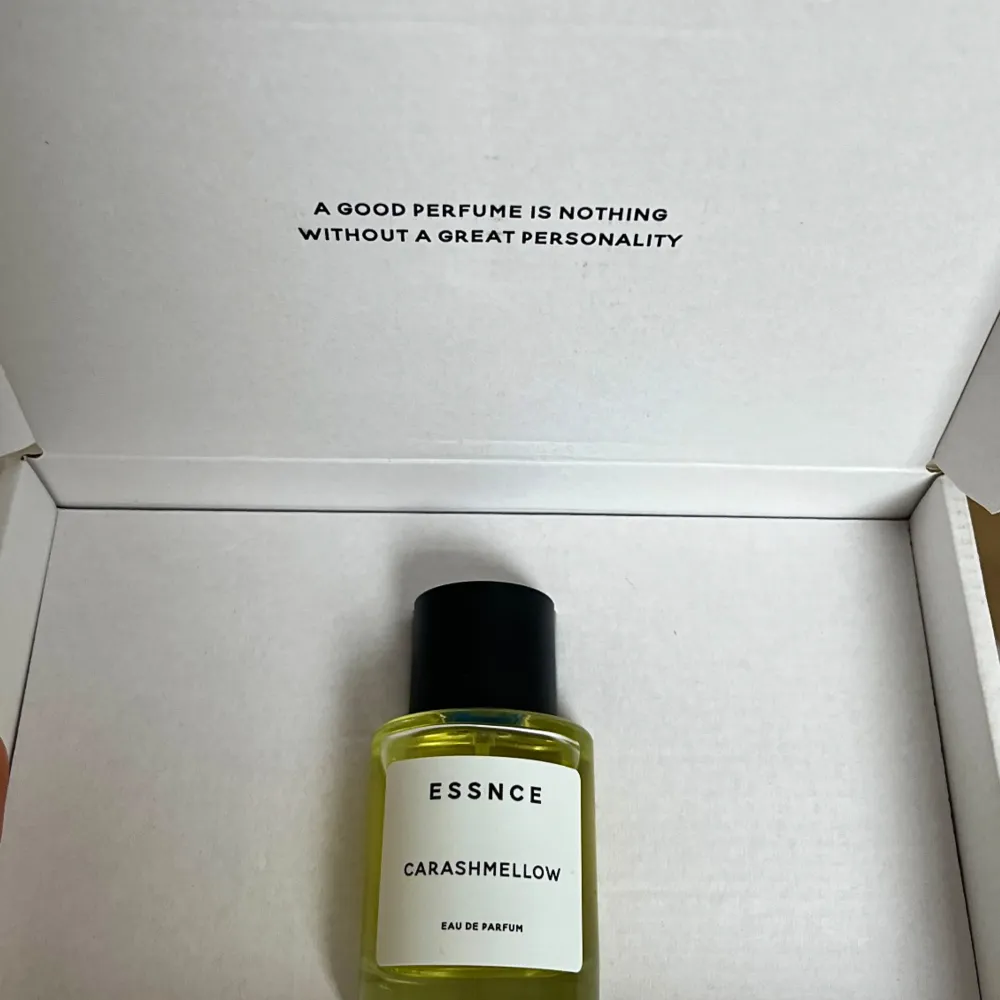 A GOOD PERFUME IS NOTHING
WITHOUT A GREAT PERSONALITY
ESSNCE
CARASHMELLOW
EAU DE PARFUM